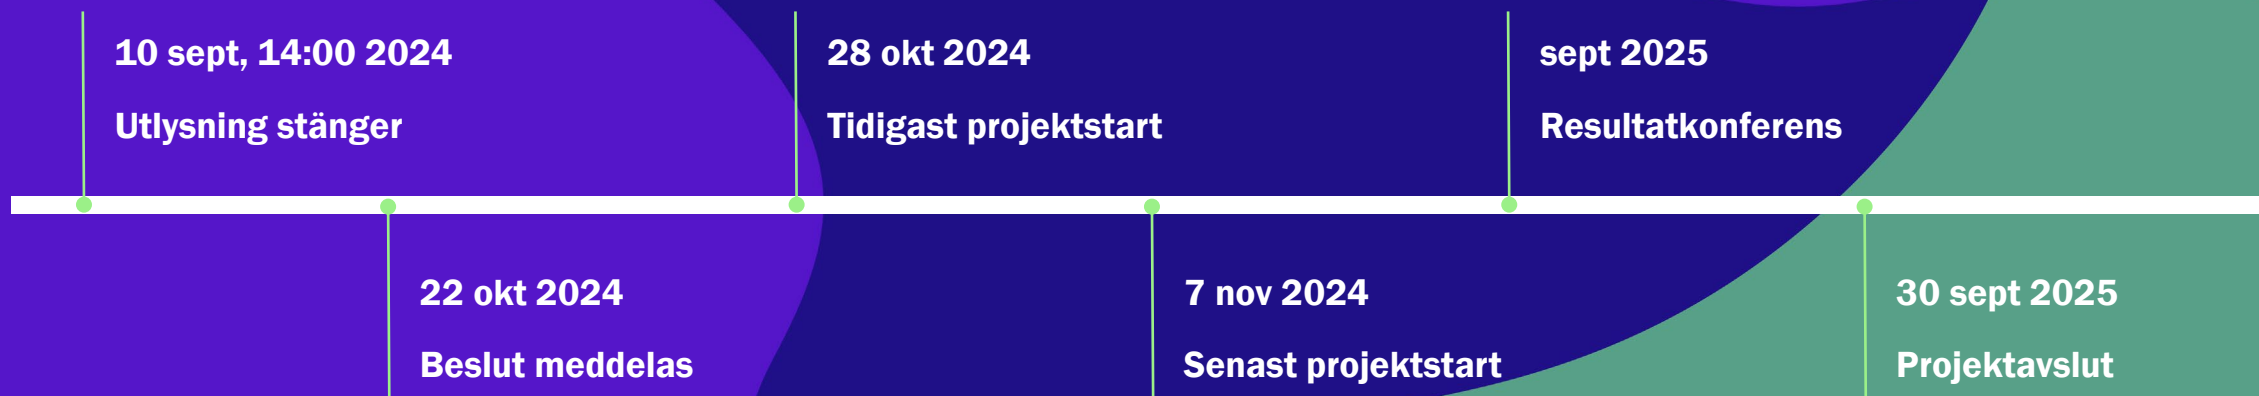 10 sept, 14:00 2024
Utlysning stänger
22 okt 2024
Beslut meddelas
28 okt 2024
Tidigast projektstart
7 nov 2024
Senast projektstart
sept 2025
Resultatkonferens
30 sept 2025
Projektavslut